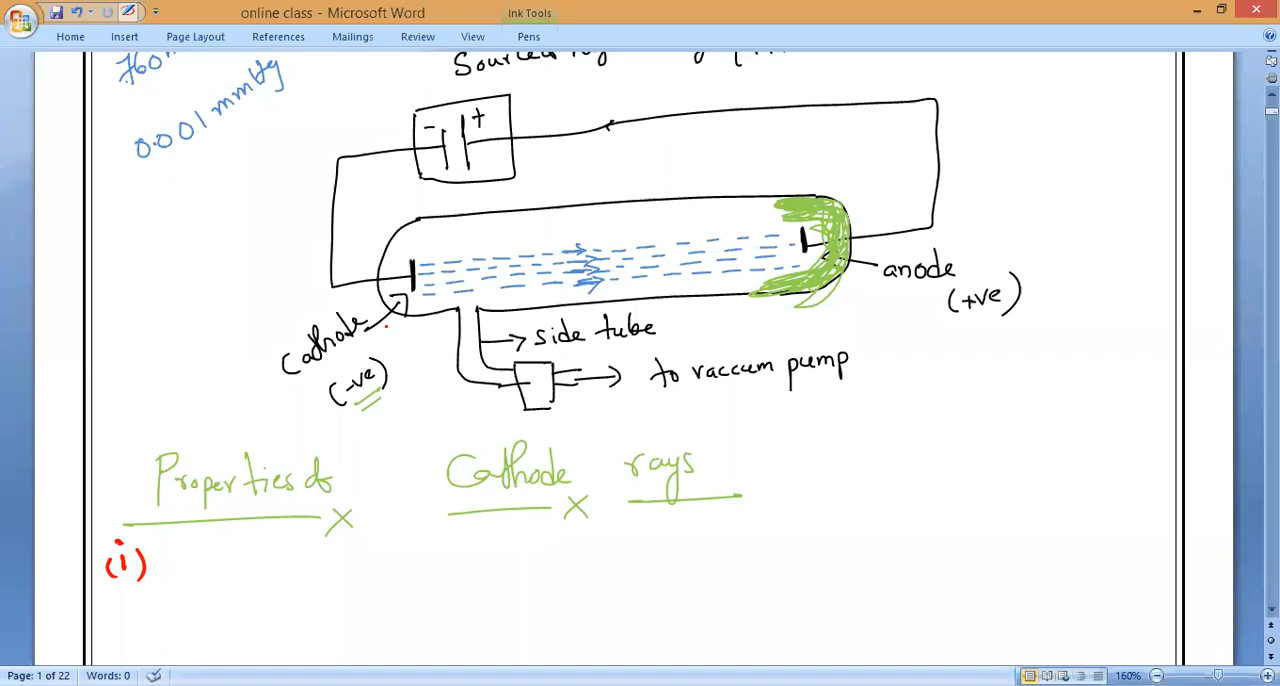 online class - Microsoft Word
Ink Tools
Home
Insert
Page Layout
References
Mailings
Review
View
Pens
760
0.001 mmHg
- +
anode
(+ve)
Cathode
(-ve)
side tube
to vaccum pump
Properties of Cathode rays
(i)
Page: 1 of 22
Words: 0
160%